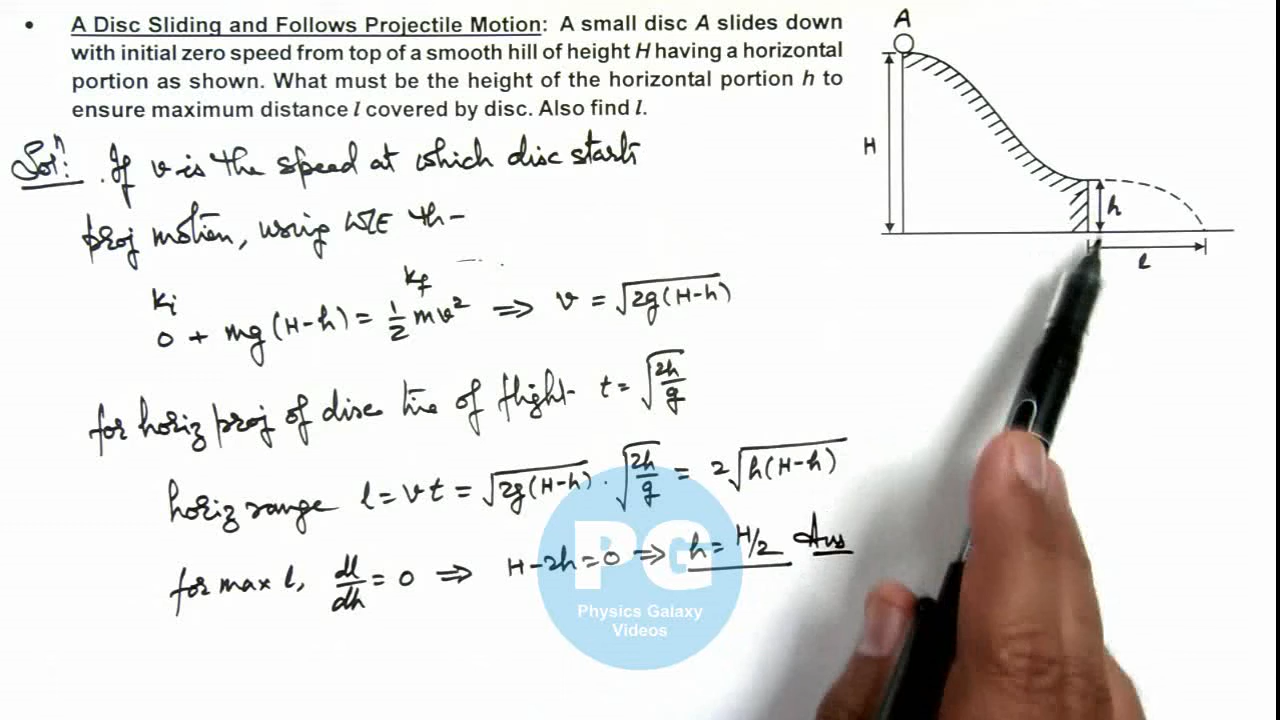 • A Disc Sliding and Follows Projectile Motion: A small disc A slides down
with initial zero speed from top of a smooth hill of height H having a horizontal
portion as shown. What must be the height of the horizontal portion h to
ensure maximum distance l covered by disc. Also find l.
A
H
h
l
Solⁿ: . If v is the speed at which disc starts
proj motion, using WE th–
Ki
Kf
0 + mg(H-h) = 1/2 mv² ⇒ v = √2g(H-h)
for horiz proj of disc time of flight t = √2h/g
horiz range l = vt = √2g(H-h) · √2h/g = 2√h(H-h)
for max l, dl/dh = 0 ⇒ H-2h=0 ⇒ h = H/2 Ans
PG
Physics Galaxy
Videos